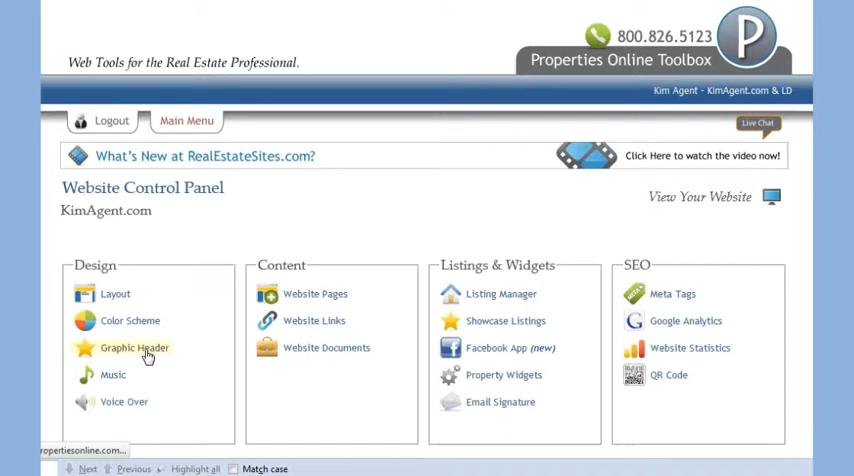 800.826.5123
P
Web Tools for the Real Estate Professional.
Properties Online Toolbox
Kim Agent - KimAgent.com & LD
Logout
Main Menu
Live Chat
What's New at RealEstateSites.com?
Click Here to watch the video now!
Website Control Panel
KimAgent.com
View Your Website
Design
Layout
Color Scheme
Graphic Header
Music
Voice Over
Content
Website Pages
Website Links
Website Documents
Listings & Widgets
Listing Manager
Showcase Listings
Facebook App (new)
Property Widgets
Email Signature
SEO
META
Meta Tags
Google Analytics
Website Statistics
QR Code
ropertiesonline.com...
Next
Previous
Highlight all
Match case